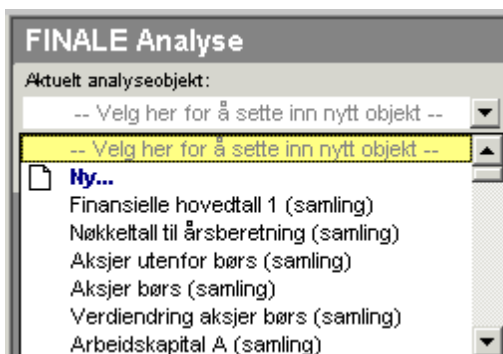 FINALE Analyse
Aktuelt analyseobjekt:
-- Velg her for å sette inn nytt objekt --
-- Velg her for å sette inn nytt objekt --
Ny...
Finansielle hovedtall 1 (samling)
Nøkkeltall til årsberetning (samling)
Aksjer utenfor børs (samling)
Aksjer børs (samling)
Verdiendring aksjer børs (samling)
Arbeidskapital A (samling)